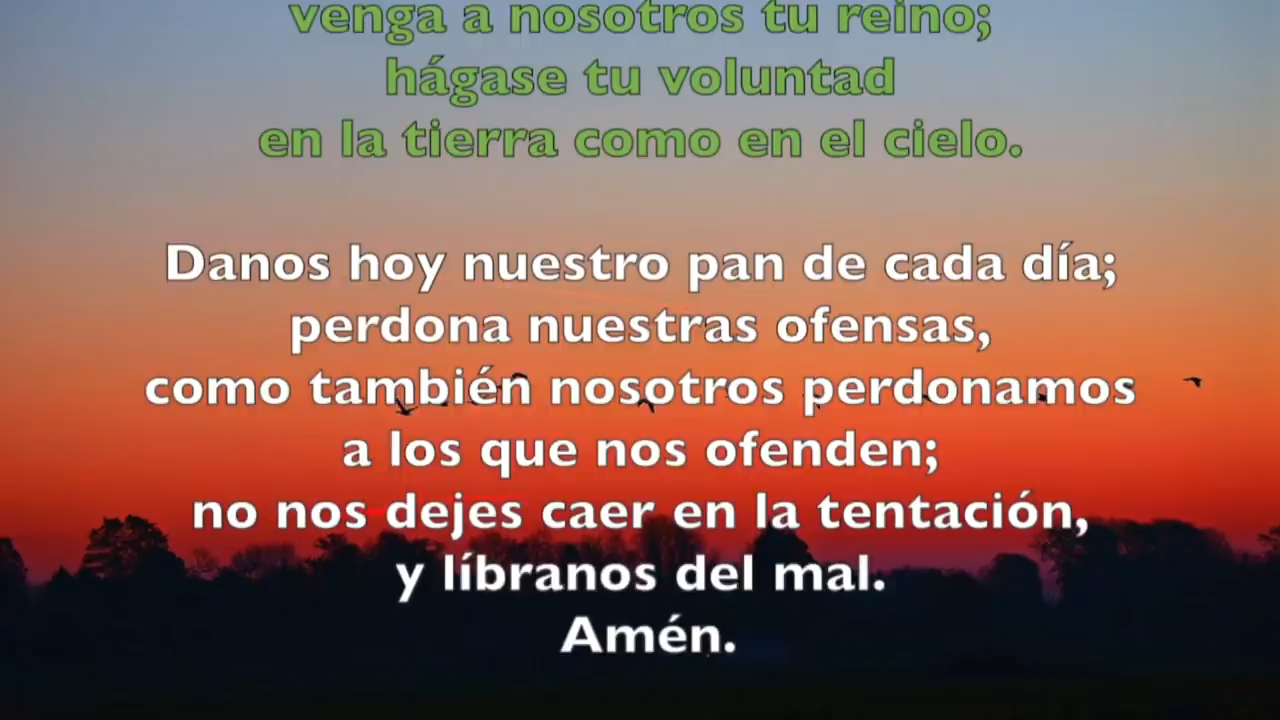 venga a nosotros tu reino;
hágase tu voluntad
en la tierra como en el cielo.
Danos hoy nuestro pan de cada día;
perdona nuestras ofensas,
como también nosotros perdonamos
a los que nos ofenden;
no nos dejes caer en la tentación,
y líbranos del mal.
Amén.